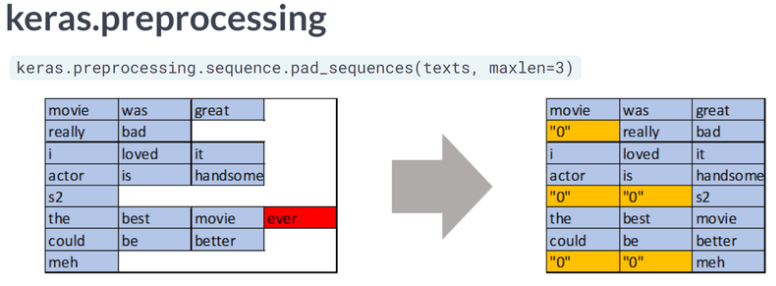 keras.preprocessing
keras.preprocessing.sequence.pad_sequences(texts, maxlen=3)
movie was great
really bad
i loved it
actor is handsome
s2
the best movie ever
could be better
meh
movie was great
"0" really bad
i loved it
actor is handsome
"0" "0" s2
the best movie
could be better
"0" "0" meh